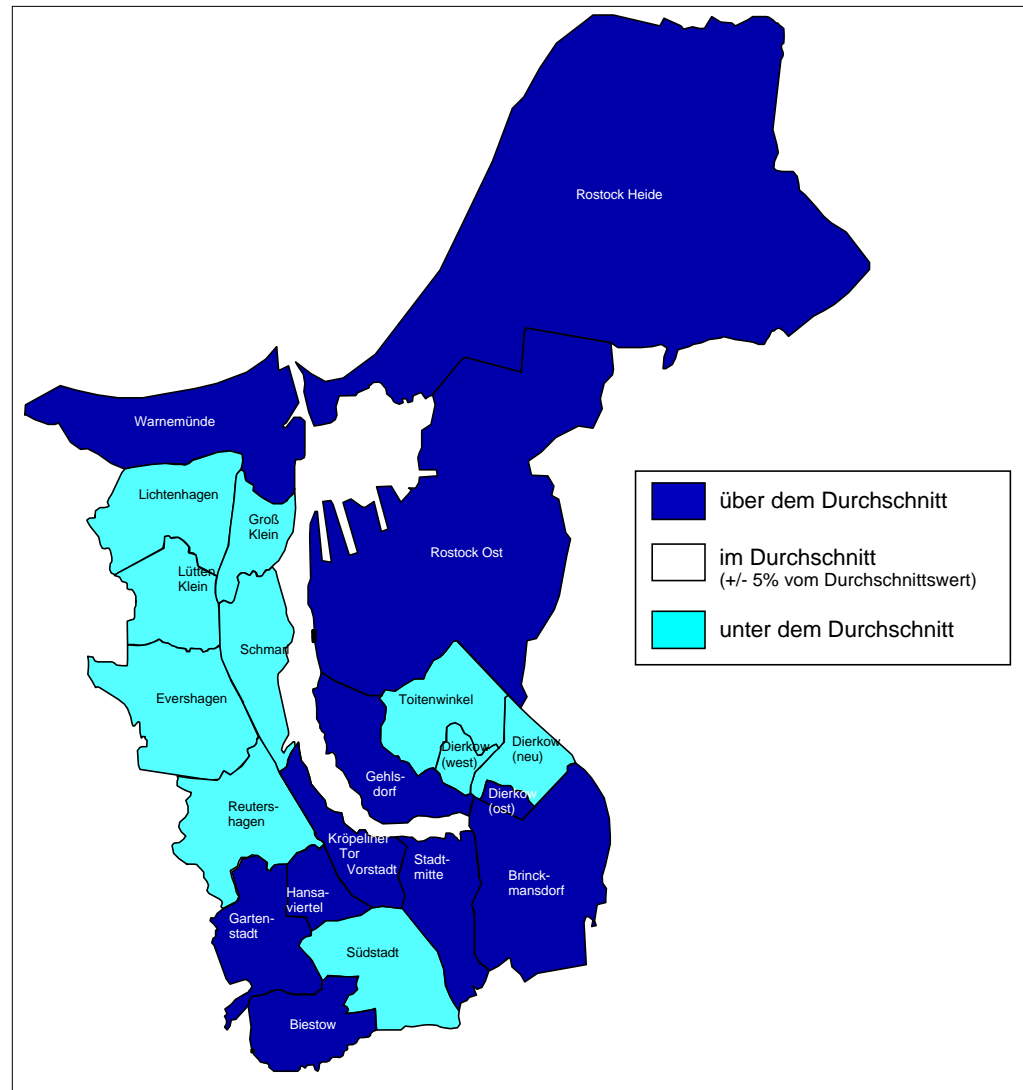 Rostock Heide
Warnemünde
Lichtenhagen
Groß
Klein
über dem Durchschnitt
im Durchschnitt
(+/- 5% vom Durchschnittswert)
unter dem Durchschnitt
Rostock Ost
Lütten
Klein
Schmarl
Evershagen
Toitenwinkel
Dierkow
(west)
Dierkow
(neu)
Gehls-
dorf
Dierkow
(ost)
Reuters-
hagen
Kröpeliner
Tor
Vorstadt
Stadt-
mitte
Brinck-
mansdorf
Hansa-
viertel
Garten-
stadt
Südstadt
Biestow